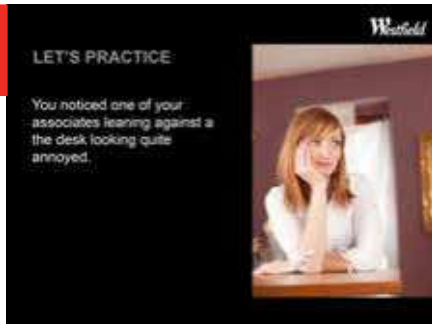 Westfield
LET'S PRACTICE
You noticed one of your
associates leaning against a
the desk looking quite
annoyed.